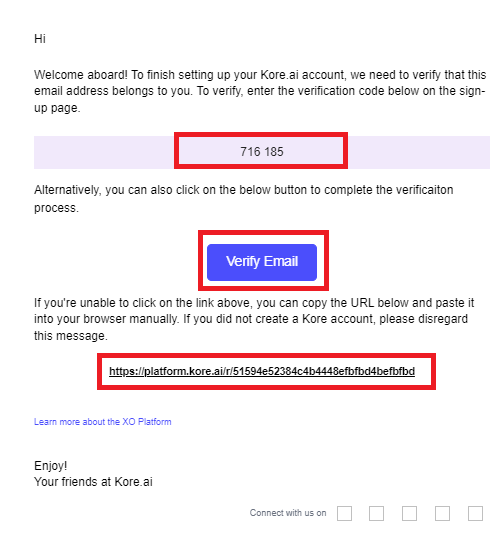 Hi
Welcome aboard! To finish setting up your Kore.ai account, we need to verify that this
email address belongs to you. To verify, enter the verification code below on the sign-
up page.
716 185
Alternatively, you can also click on the below button to complete the verificaiton
process.
Verify Email
If you're unable to click on the link above, you can copy the URL below and paste it
into your browser manually. If you did not create a Kore account, please disregard
this message.
https://platform.kore.ai/r/51594e52384c4b4448efbfbd4befbfbd
Learn more about the XO Platform
Enjoy!
Your friends at Kore.ai
Connect with us on